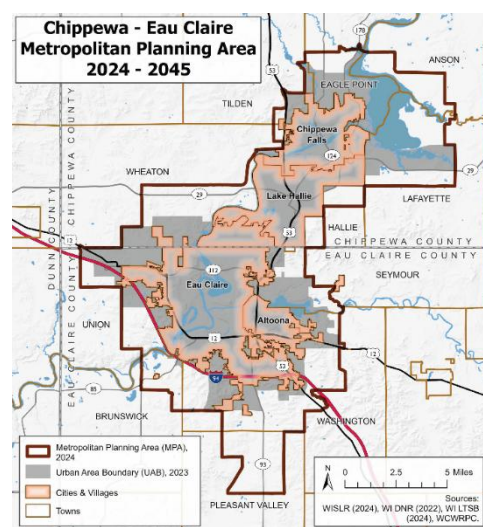 Chippewa - Eau Claire
Metropolitan Planning Area
2024 - 2045
178
ANSON
53
EAGLE POINT
TILDEN
Chippewa
Falls
124
WHEATON
29
29
LAFAYETTE
Lake Hallie
HALLIE
53
DUNN COUNTY
EAU CLAIRE COUNTY
CHIPPEWA COUNTY
CHIPPEWA COUNTY
EAU CLAIRE COUNTY
12
SEYMOUR
312
Eau Claire
Altoona
UNION
12
12
94
53
85
BRUNSWICK
WASHINGTON
93
PLEASANT VALLEY
Metropolitan Planning Area (MPA),
2024
Urban Area Boundary (UAB), 2023
Cities & Villages
Towns
N
0 2.5 5 Miles
Sources:
WISLR (2024), WI DNR (2022), WI LTSB
(2024), WCWRPC.